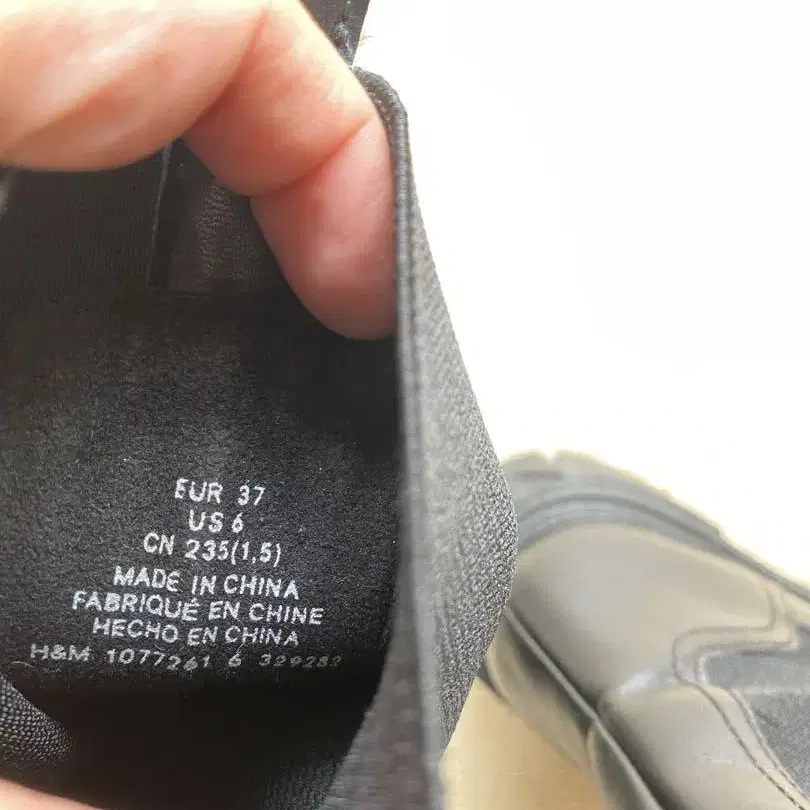 EUR 37
US 6
CN 235(1,5)
MADE IN CHINA
FABRIQUÉ EN CHINE
HECHO EN CHINA
H&M 1077261 6 329283